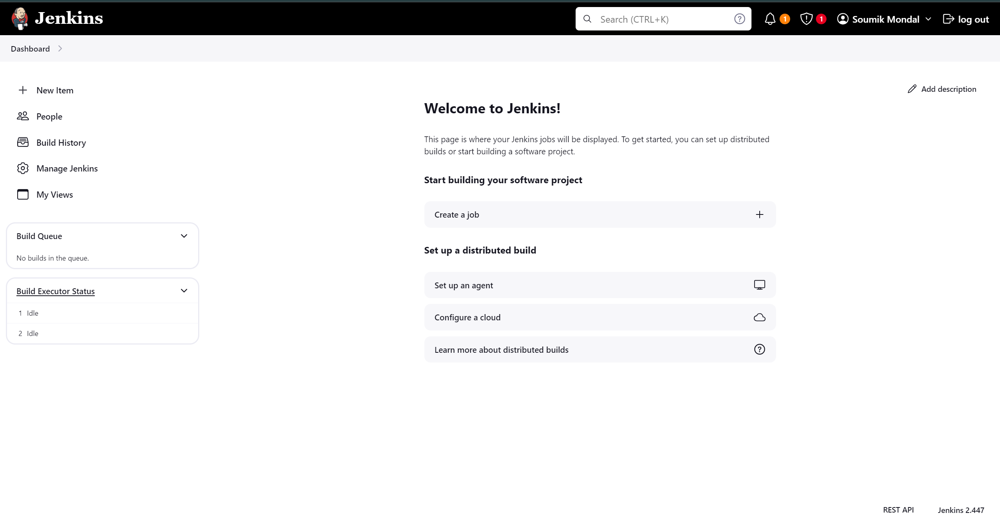 Jenkins
Search (CTRL+K)
1
1
Soumik Mondal
log out
Dashboard
New Item
People
Build History
Manage Jenkins
My Views
Build Queue
No builds in the queue.
Build Executor Status
1 Idle
2 Idle
Add description
Welcome to Jenkins!
This page is where your Jenkins jobs will be displayed. To get started, you can set up distributed
builds or start building a software project.
Start building your software project
Create a job
Set up a distributed build
Set up an agent
Configure a cloud
Learn more about distributed builds
REST API
Jenkins 2.447